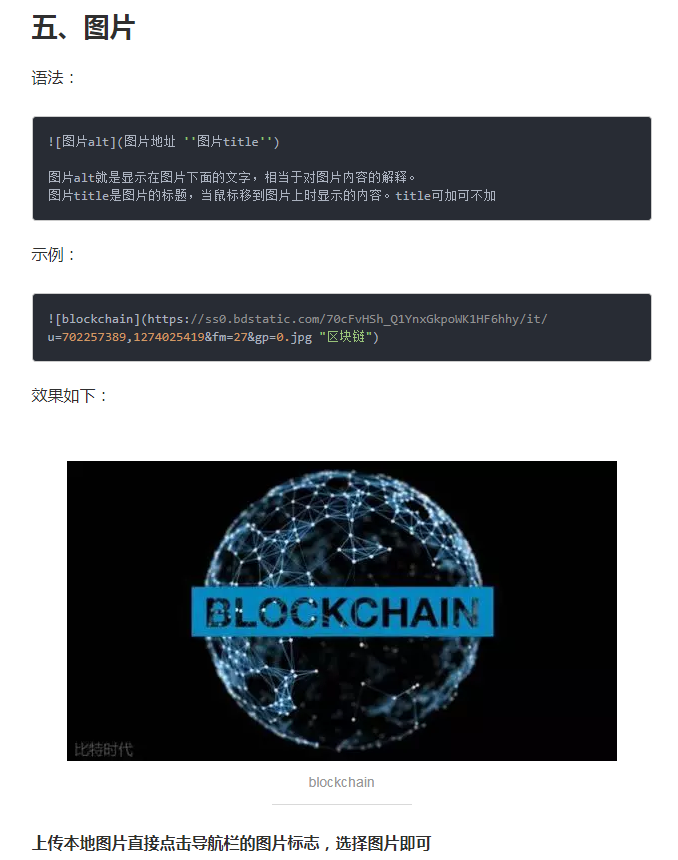 五、图片
语法：
![图片alt](图片地址 ''图片title'')
图片alt就是显示在图片下面的文字，相当于对图片内容的解释。
图片title是图片的标题，当鼠标移到图片上时显示的内容。title可加可不加
示例：
![blockchain](https://ss0.bdstatic.com/70cFvHSh_Q1YnxGkpoWK1HF6hhy/it/
u=702257389,1274025419&fm=27&gp=0.jpg "区块链")
效果如下：
BLOCKCHAIN
比特时代
blockchain
上传本地图片直接点击导航栏的图片标志，选择图片即可